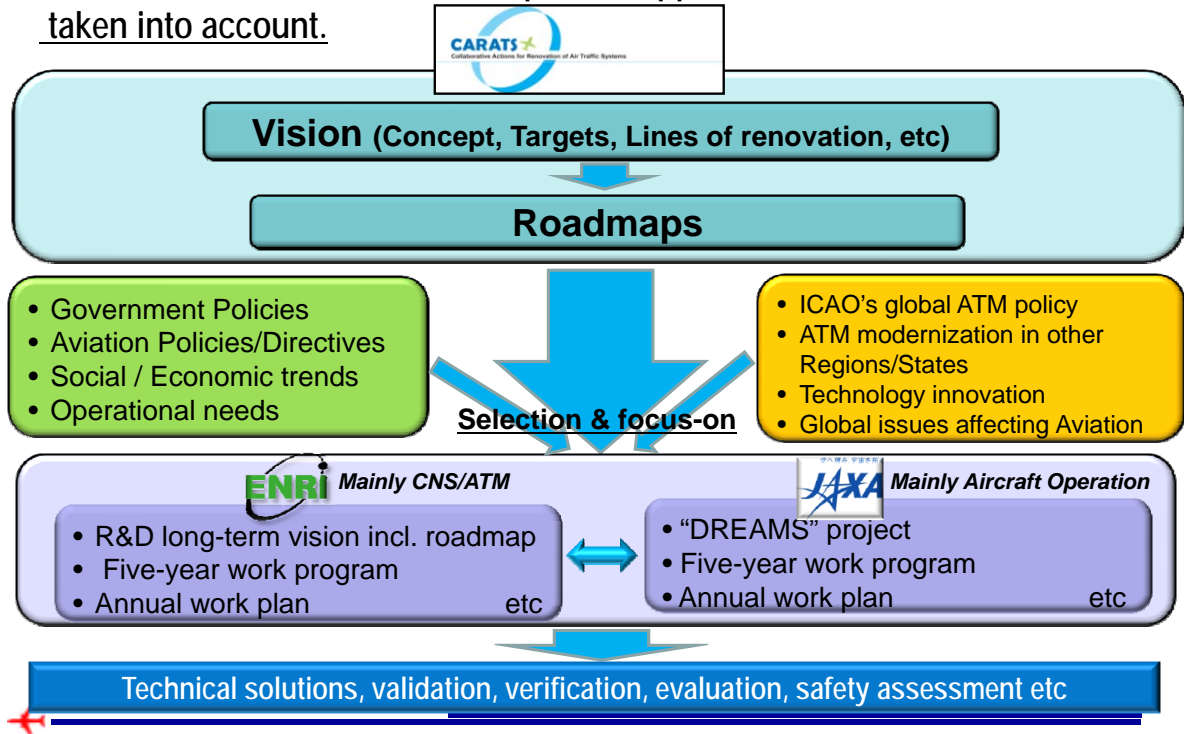 taken into account.
CARATS
Collaborative Actions for Renovation of Air Traffic Systems
Vision (Concept, Targets, Lines of renovation, etc)
Roadmaps
• Government Policies
• Aviation Policies/Directives
• Social / Economic trends
• Operational needs
• ICAO's global ATM policy
• ATM modernization in other
Regions/States
• Technology innovation
• Global issues affecting Aviation
Selection & focus-on
ENRI Mainly CNS/ATM
• R&D long-term vision incl. roadmap
• Five-year work program
• Annual work plan etc
JAXA Mainly Aircraft Operation
• “DREAMS” project
• Five-year work program
• Annual work plan etc
Technical solutions, validation, verification, evaluation, safety assessment etc